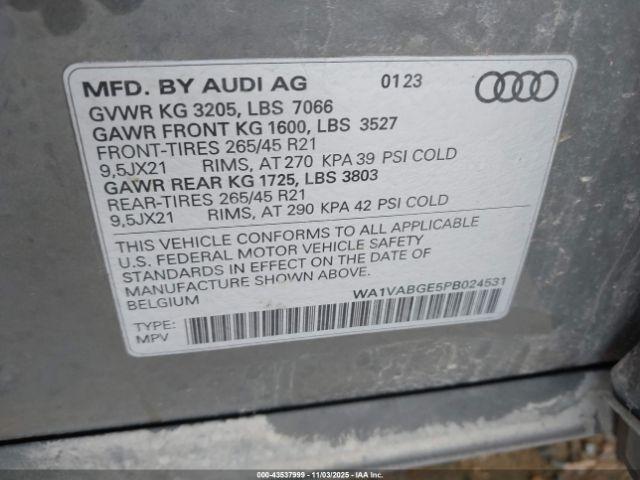 MFD. BY AUDI AG 0123
GVWR KG 3205, LBS 7066
GAWR FRONT KG 1600, LBS 3527
FRONT-TIRES 265/45 R21
9,5JX21 RIMS, AT 270 KPA 39 PSI COLD
GAWR REAR KG 1725, LBS 3803
REAR-TIRES 265/45 R21
9,5JX21 RIMS, AT 290 KPA 42 PSI COLD
THIS VEHICLE CONFORMS TO ALL APPLICABLE
U.S. FEDERAL MOTOR VEHICLE SAFETY
STANDARDS IN EFFECT ON THE DATE OF
MANUFACTURE SHOWN ABOVE.
BELGIUM WA1VABGE5PB024531
TYPE:
MPV
00-43537999 - 11/03/2025 - IAAI.COM